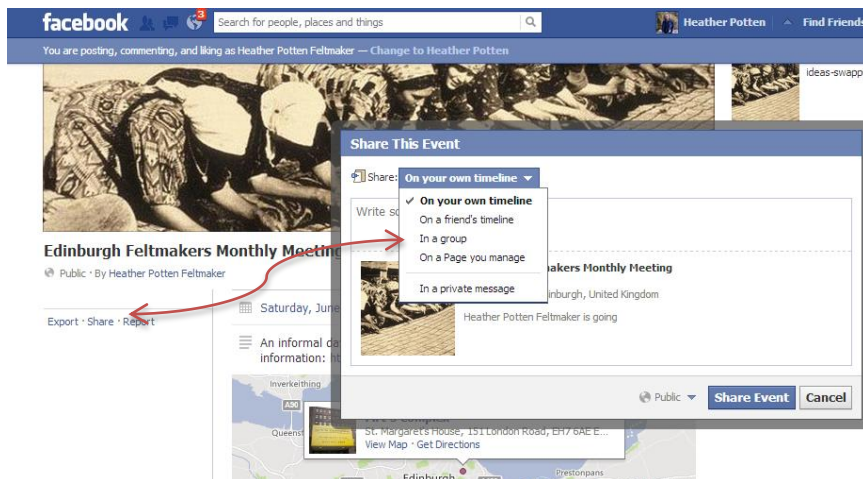 facebook
3
Search for people, places and things
Heather Potten
Find Friends
You are posting, commenting, and liking as Heather Potten Feltmaker — Change to Heather Potten
ideas-swapp
Share This Event
Share: On your own timeline
On your own timeline
On a friend's timeline
In a group
On a Page you manage
In a private message
Write
Edinburgh Feltmakers Monthly Meeting
Public · By Heather Potten Feltmaker
Export · Share · Report
Saturday, June
An informal
information:
makers Monthly Meeting
inburgh, United Kingdom
Heather Potten Feltmaker is going
Public
Share Event
Cancel
Inverkeithing
A90
Queens
St. Margaret's House, 151 London Road, EH7 6AE E...
View Map · Get Directions
Edinburgh
Prestonpans